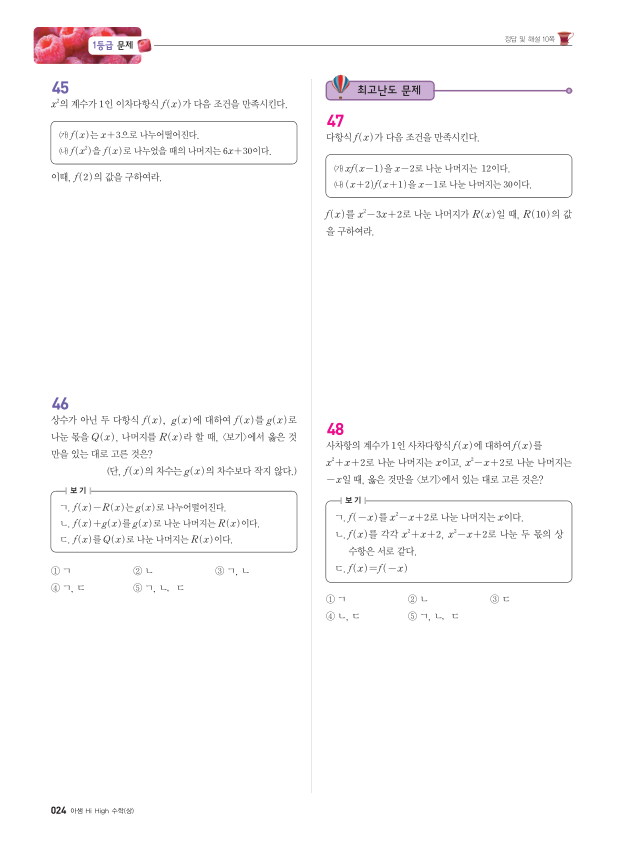 1등급 문제
정답 및 해설 10쪽
45
x²의 계수가 1인 이차다항식 f(x)가 다음 조건을 만족시킨다.
㈎ f(x)는 x+3으로 나누어떨어진다.
㈏ f(x²)을 f(x)로 나누었을 때의 나머지는 6x+30이다.
이때, f(2)의 값을 구하여라.
46
상수가 아닌 두 다항식 f(x), g(x)에 대하여 f(x)를 g(x)로
나눈 몫을 Q(x), 나머지를 R(x)라 할 때, <보기>에서 옳은 것
만을 있는 대로 고른 것은?
(단, f(x)의 차수는 g(x)의 차수보다 작지 않다.)
보기
ㄱ. f(x)-R(x)는 g(x)로 나누어떨어진다.
ㄴ. f(x)+g(x)를 g(x)로 나눈 나머지는 R(x)이다.
ㄷ. f(x)를 Q(x)로 나눈 나머지는 R(x)이다.
① ㄱ ② ㄴ ③ ㄱ, ㄴ
④ ㄱ, ㄷ ⑤ ㄱ, ㄴ, ㄷ
최고난도 문제
47
다항식 f(x)가 다음 조건을 만족시킨다.
㈎ xf(x-1)을 x-2로 나눈 나머지는 12이다.
㈏ (x+2)f(x+1)을 x-1로 나눈 나머지는 30이다.
f(x)를 x²-3x+2로 나눈 나머지가 R(x)일 때, R(10)의 값
을 구하여라.
48
사차항의 계수가 1인 사차다항식 f(x)에 대하여 f(x)를
x²+x+2로 나눈 나머지는 x이고, x²-x+2로 나눈 나머지는
-x일 때, 옳은 것만을 <보기>에서 있는 대로 고른 것은?
보기
ㄱ. f(-x)를 x²-x+2로 나눈 나머지는 x이다.
ㄴ. f(x)를 각각 x²+x+2, x²-x+2로 나눈 두 몫의 상
수항은 서로 같다.
ㄷ. f(x)=f(-x)
① ㄱ ② ㄴ ③ ㄷ
④ ㄴ, ㄷ ⑤ ㄱ, ㄴ, ㄷ
024 아샘 Hi High 수학(상)